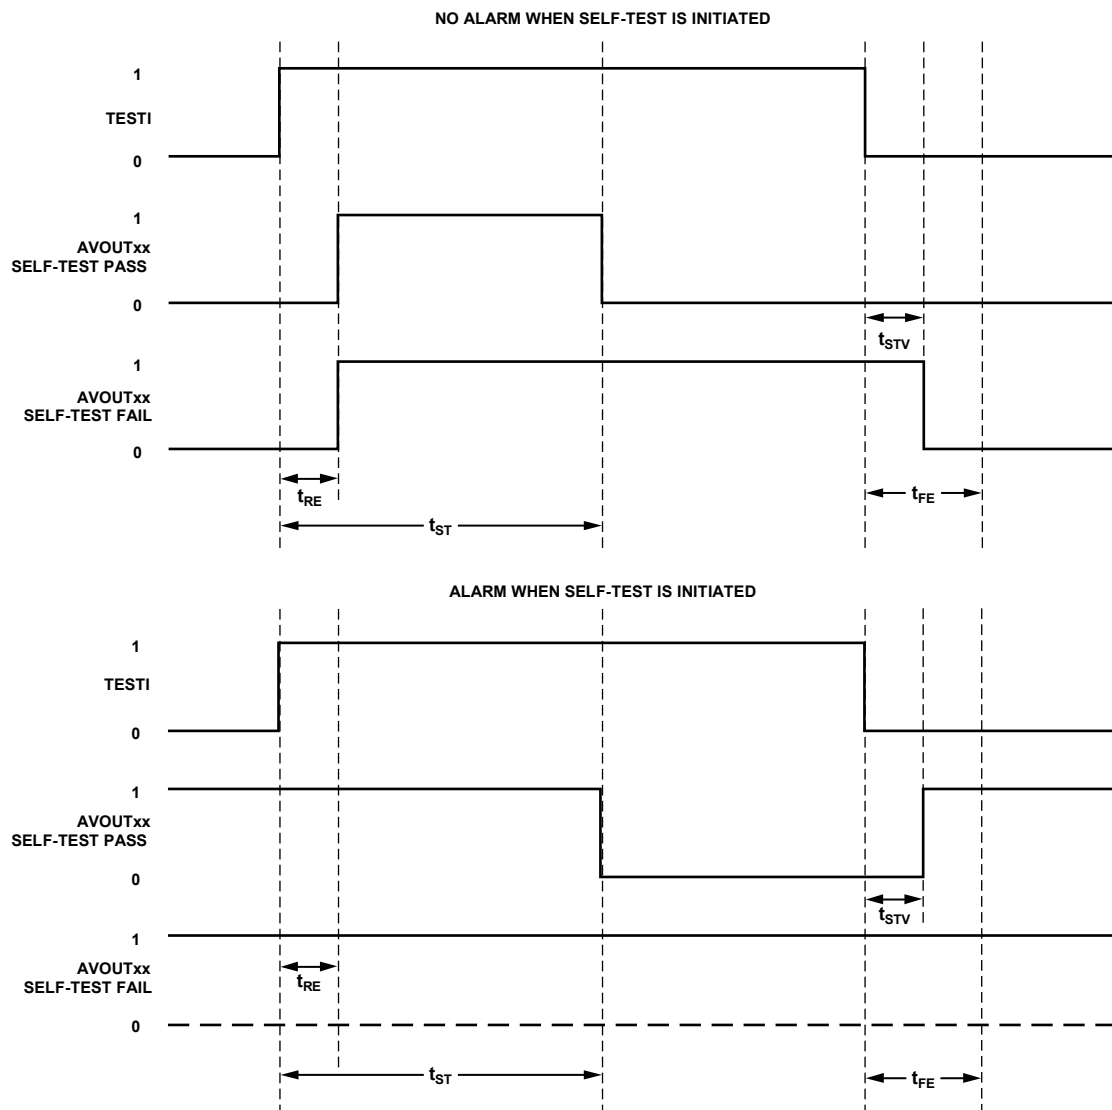 NO ALARM WHEN SELF-TEST IS INITIATED
1
TESTI
0
1
AVOUTxx
SELF-TEST PASS
0
tSTV
1
AVOUTxx
SELF-TEST FAIL
0
tRE
tFE
tST
ALARM WHEN SELF-TEST IS INITIATED
1
TESTI
0
1
AVOUTxx
SELF-TEST PASS
0
tSTV
1
AVOUTxx
SELF-TEST FAIL
tRE
0
tST
tFE